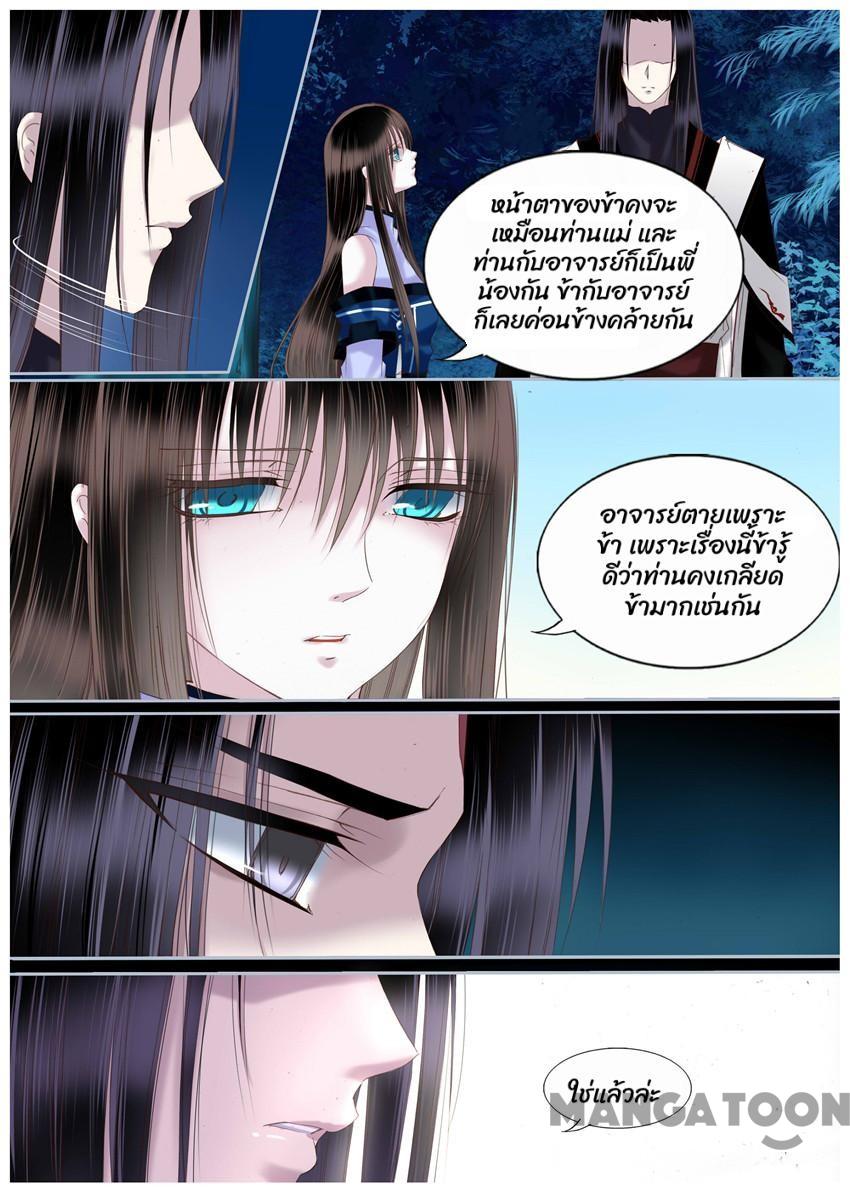 หน้าตาของข้าคงจะ
เหมือนท่านแม่ และ
ท่านกับอาจารย์ก็เป็นพี่
น้องกัน ข้ากับอาจารย์
ก็เลยค่อนข้างคล้ายกัน
อาจารย์ตายเพราะ
ข้า เพราะเรื่องนี้ข้ารู้
ดีว่าท่านคงเกลียด
ข้ามากเช่นกัน
ใช่แล้วล่ะ
MANGATOON